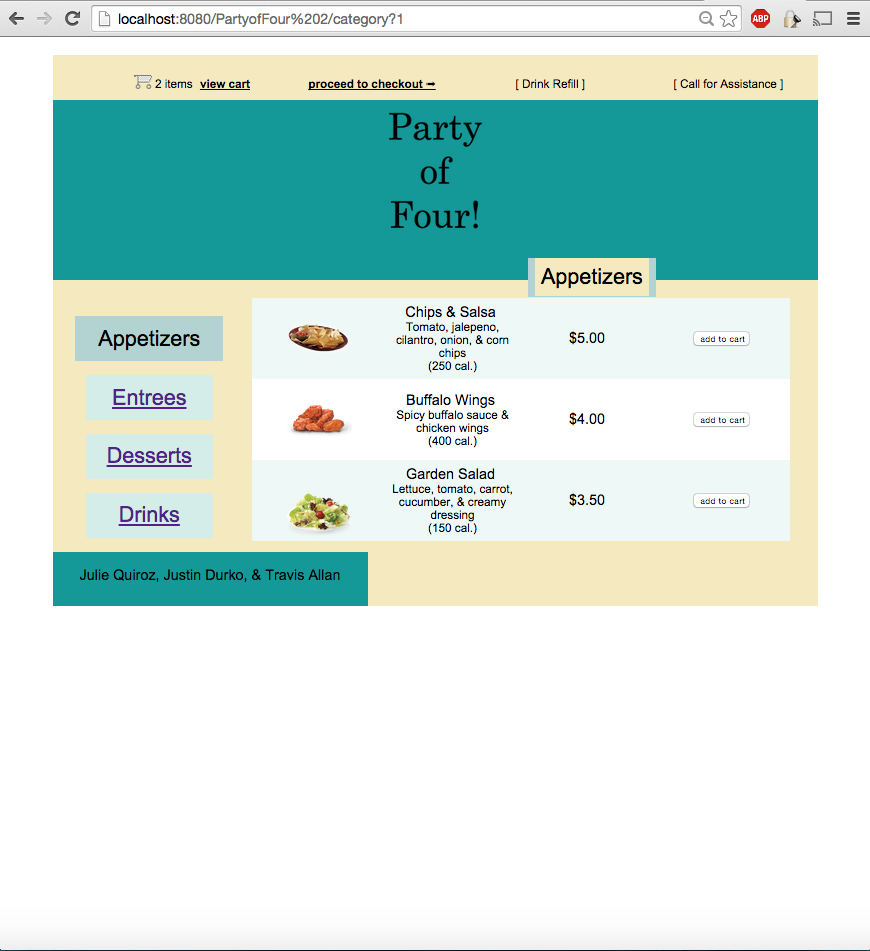 localhost:8080/PartyofFour%202/category?1
ABP
2 items view cart proceed to checkout ➞ [ Drink Refill ] [ Call for Assistance ]
Party
of
Four!
Appetizers
Appetizers
Entrees
Desserts
Drinks
Chips & Salsa
Tomato, jalepeno,
cilantro, onion, & corn
chips
(250 cal.)
$5.00
add to cart
Buffalo Wings
Spicy buffalo sauce &
chicken wings
(400 cal.)
$4.00
add to cart
Garden Salad
Lettuce, tomato, carrot,
cucumber, & creamy
dressing
(150 cal.)
$3.50
add to cart
Julie Quiroz, Justin Durko, & Travis Allan